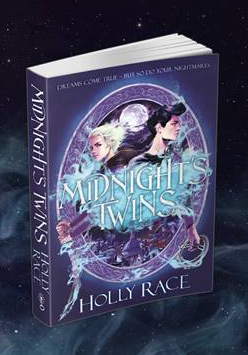 DREAMS COME TRUE - BUT SO DO YOUR NIGHTMARES
MIDNIGHT'S
TWINS
HOLLY RACE
MIDNIGHT'S TWINS HOLLY
RACE